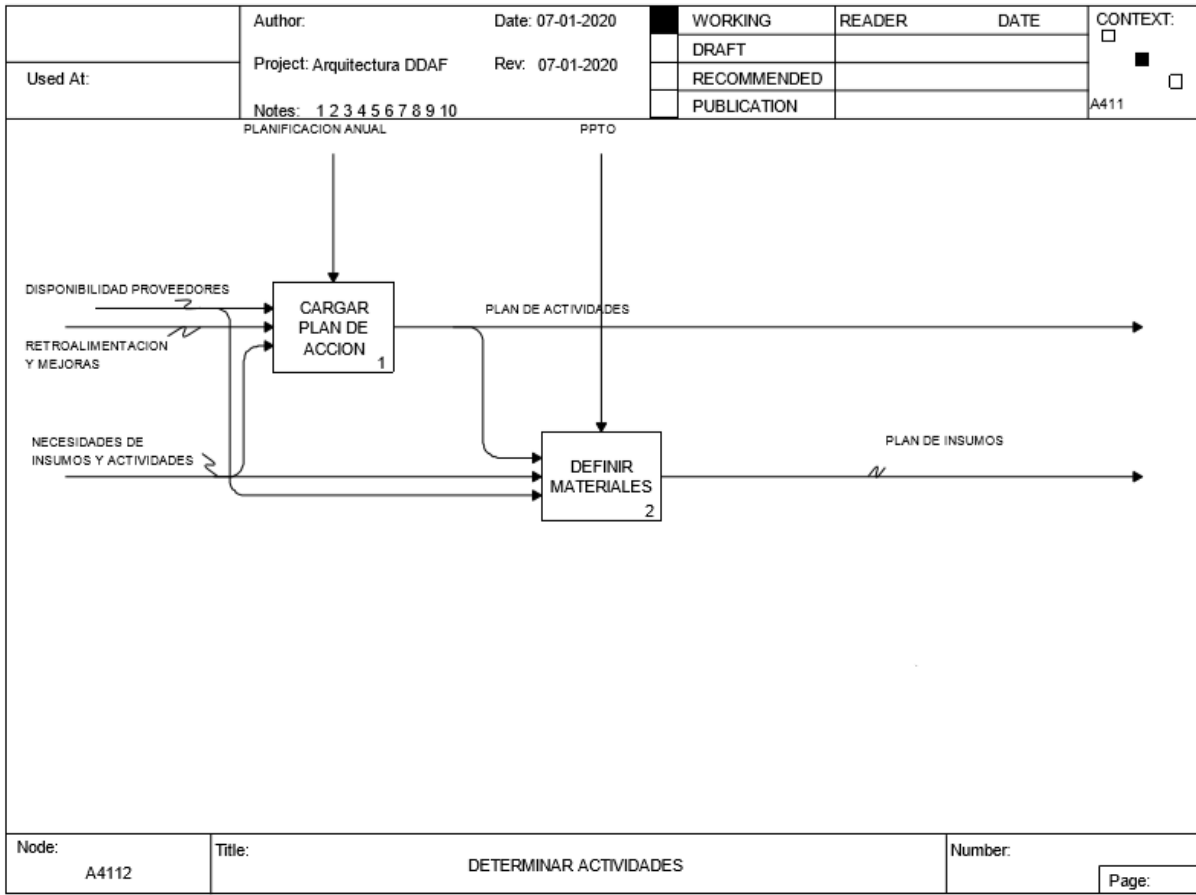 Used At:
Author:
Date: 07-01-2020
Project: Arquitectura DDAF
Rev: 07-01-2020
Notes: 1 2 3 4 5 6 7 8 9 10
WORKING
DRAFT
RECOMMENDED
PUBLICATION
READER DATE
CONTEXT:
A411
PLANIFICACION ANUAL
PPTO
DISPONIBILIDAD PROVEEDORES
RETROALIMENTACION
Y MEJORAS
CARGAR
PLAN DE
ACCION
1
PLAN DE ACTIVIDADES
NECESIDADES DE
INSUMOS Y ACTIVIDADES
DEFINIR
MATERIALES
2
PLAN DE INSUMOS
Node:
A4112
Title:
DETERMINAR ACTIVIDADES
Number:
Page: